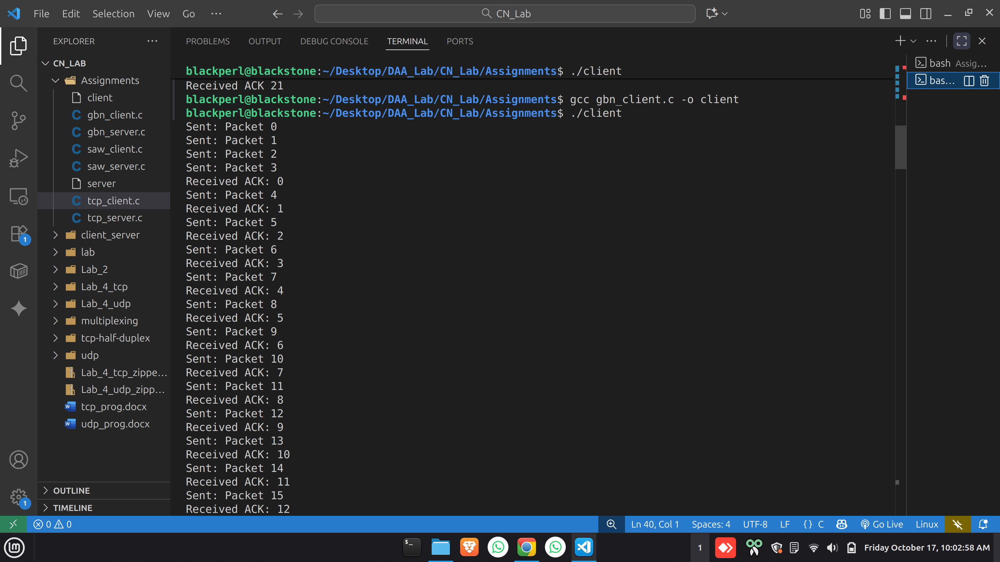 File Edit Selection View Go ··· CN_Lab
EXPLORER ···
PROBLEMS OUTPUT DEBUG CONSOLE TERMINAL PORTS
CN_LAB
Assignments
client
gbn_client.c
gbn_server.c
saw_client.c
saw_server.c
server
tcp_client.c
tcp_server.c
client_server
lab
Lab_2
Lab_4_tcp
Lab_4_udp
multiplexing
tcp-half-duplex
udp
Lab_4_tcp_zippe...
Lab_4_udp_zipp...
tcp_prog.docx
udp_prog.docx
OUTLINE
TIMELINE
1
1
blackperl@blackstone:~/Desktop/DAA_Lab/CN_Lab/Assignments$ ./client
Received ACK 21
blackperl@blackstone:~/Desktop/DAA_Lab/CN_Lab/Assignments$ gcc gbn_client.c -o client
blackperl@blackstone:~/Desktop/DAA_Lab/CN_Lab/Assignments$ ./client
Sent: Packet 0
Sent: Packet 1
Sent: Packet 2
Sent: Packet 3
Received ACK: 0
Sent: Packet 4
Received ACK: 1
Sent: Packet 5
Received ACK: 2
Sent: Packet 6
Received ACK: 3
Sent: Packet 7
Received ACK: 4
Sent: Packet 8
Received ACK: 5
Sent: Packet 9
Received ACK: 6
Sent: Packet 10
Received ACK: 7
Sent: Packet 11
Received ACK: 8
Sent: Packet 12
Received ACK: 9
Sent: Packet 13
Received ACK: 10
Sent: Packet 14
Received ACK: 11
Sent: Packet 15
Received ACK: 12
bash Assig...
bas...
0 0 Ln 40, Col 1 Spaces: 4 UTF-8 LF {} C Go Live Linux
1 Friday October 17, 10:02:58 AM